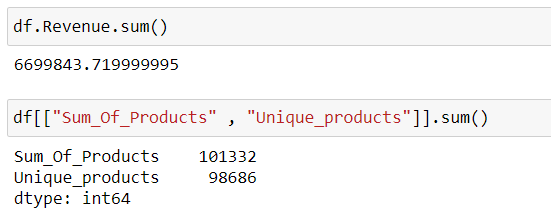 df.Revenue.sum()
6699843.719999995
df[["Sum_Of_Products" , "Unique_products"]].sum()
Sum_Of_Products    101332
Unique_products     98686
dtype: int64